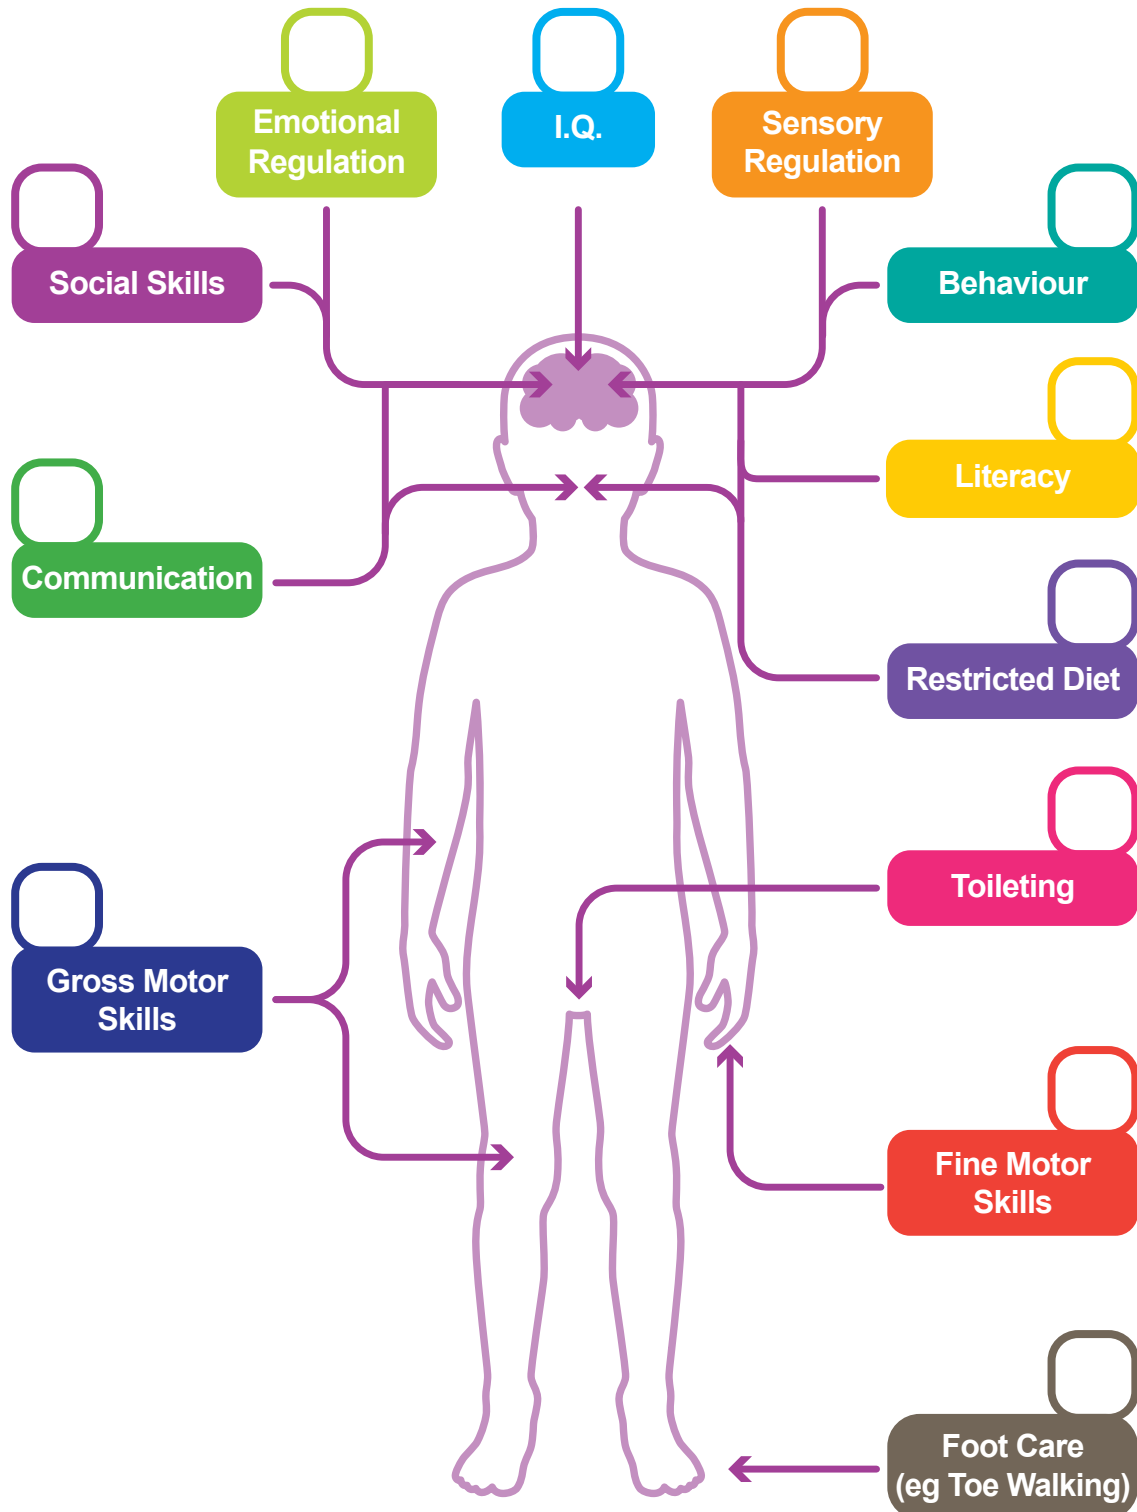 Emotional
Regulation
I.Q.
Sensory
Regulation
Social Skills
Behaviour
Literacy
Communication
Restricted Diet
Toileting
Gross Motor
Skills
Fine Motor
Skills
Foot Care
(eg Toe Walking)